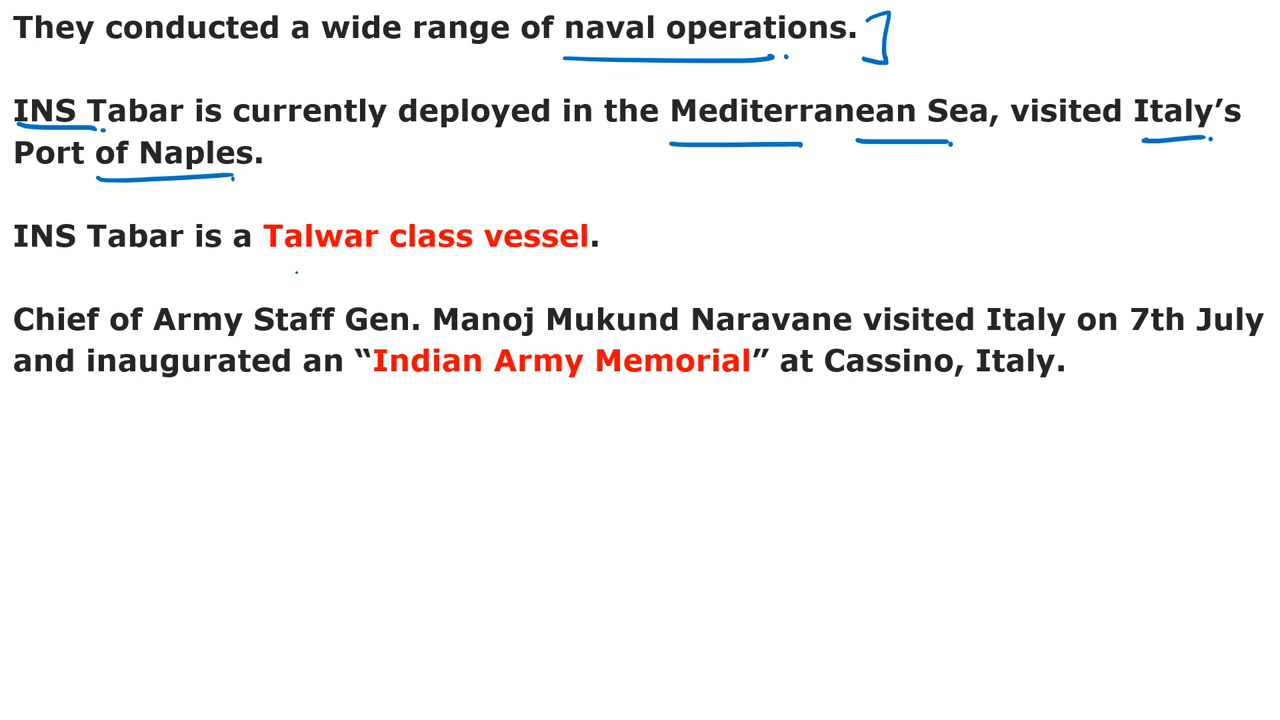 They conducted a wide range of naval operations.
INS Tabar is currently deployed in the Mediterranean Sea, visited Italy’s
Port of Naples.
INS Tabar is a Talwar class vessel.
Chief of Army Staff Gen. Manoj Mukund Naravane visited Italy on 7th July
and inaugurated an “Indian Army Memorial” at Cassino, Italy.